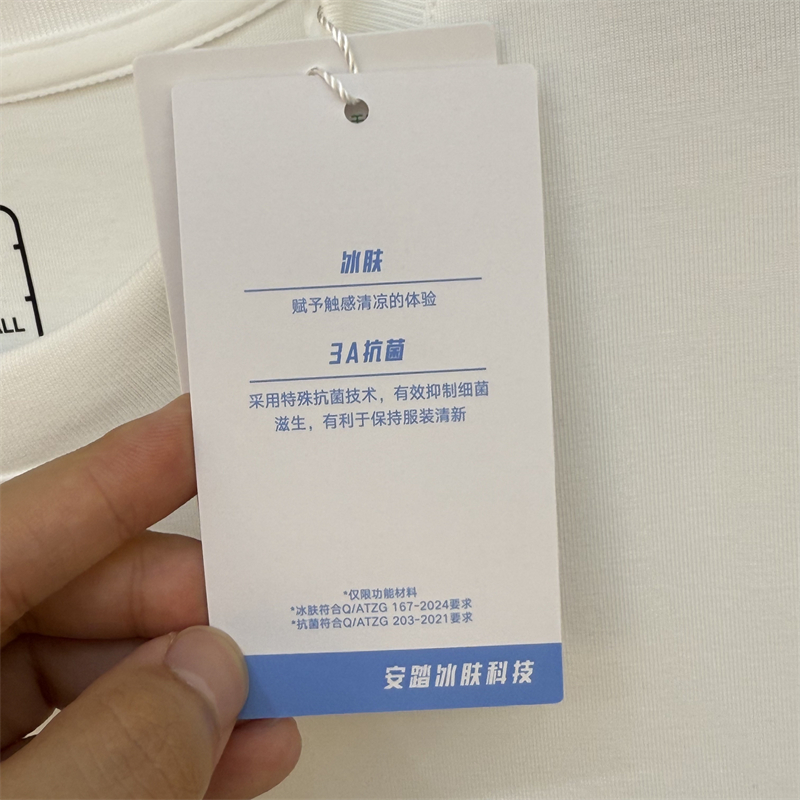 冰肤
赋予触感清凉的体验
3A抗菌
采用特殊抗菌技术，有效抑制细菌
滋生，有利于保持服装清新
*仅限功能材料
*冰肤符合Q/ATZG 167-2024要求
*抗菌符合Q/ATZG 203-2021要求
安踏冰肤科技
ALL